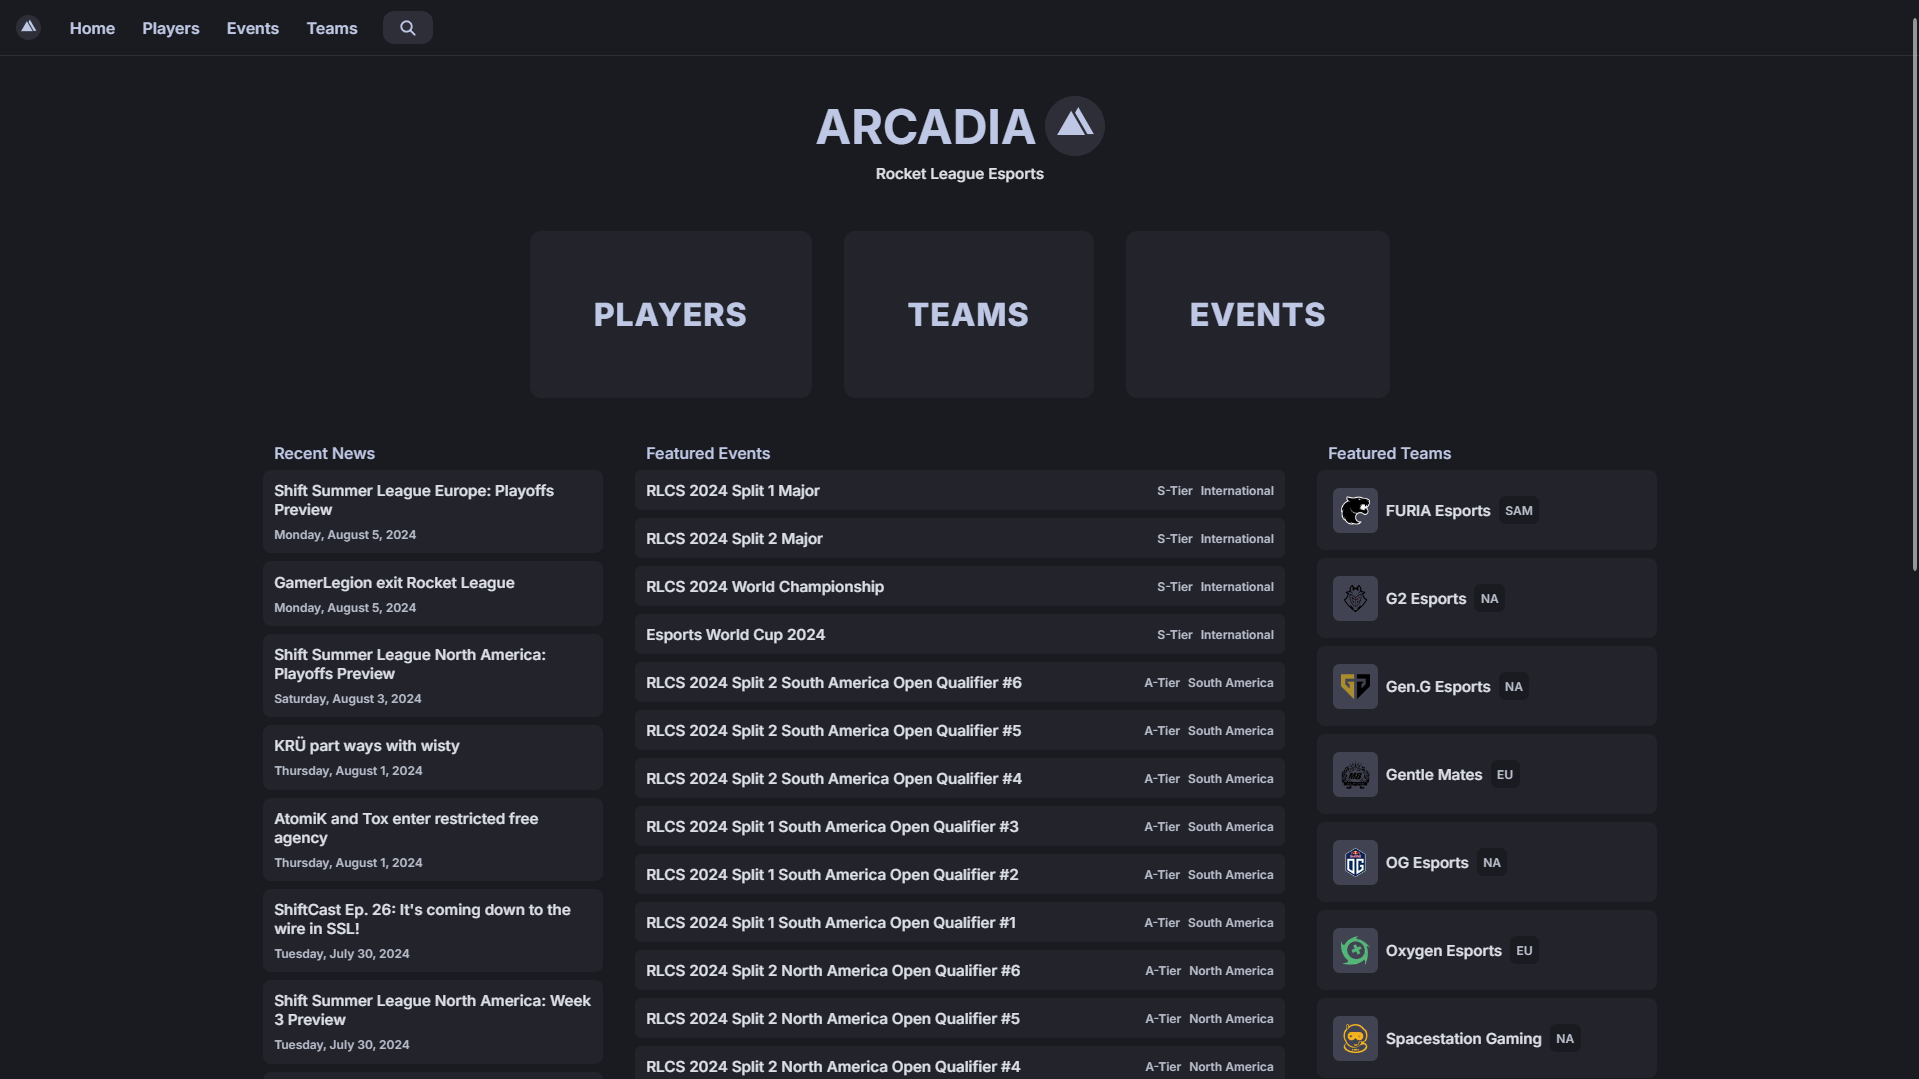 Home
Players
Events
Teams
ARCADIA
Rocket League Esports
PLAYERS
TEAMS
EVENTS
Recent News
Shift Summer League Europe: Playoffs
Preview
Monday, August 5, 2024
GamerLegion exit Rocket League
Monday, August 5, 2024
Shift Summer League North America:
Playoffs Preview
Saturday, August 3, 2024
KRÜ part ways with wisty
Thursday, August 1, 2024
AtomiK and Tox enter restricted free
agency
Thursday, August 1, 2024
ShiftCast Ep. 26: It's coming down to the
wire in SSL!
Tuesday, July 30, 2024
Shift Summer League North America: Week
3 Preview
Tuesday, July 30, 2024
Featured Events
RLCS 2024 Split 1 Major S-Tier International
RLCS 2024 Split 2 Major S-Tier International
RLCS 2024 World Championship S-Tier International
Esports World Cup 2024 S-Tier International
RLCS 2024 Split 2 South America Open Qualifier #6 A-Tier South America
RLCS 2024 Split 2 South America Open Qualifier #5 A-Tier South America
RLCS 2024 Split 2 South America Open Qualifier #4 A-Tier South America
RLCS 2024 Split 1 South America Open Qualifier #3 A-Tier South America
RLCS 2024 Split 1 South America Open Qualifier #2 A-Tier South America
RLCS 2024 Split 1 South America Open Qualifier #1 A-Tier South America
RLCS 2024 Split 2 North America Open Qualifier #6 A-Tier North America
RLCS 2024 Split 2 North America Open Qualifier #5 A-Tier North America
RLCS 2024 Split 2 North America Open Qualifier #4 A-Tier North America
Featured Teams
FURIA Esports SAM
G2 Esports NA
Gen.G Esports NA
Gentle Mates EU
OG
OG Esports NA
Oxygen Esports EU
Spacestation Gaming NA